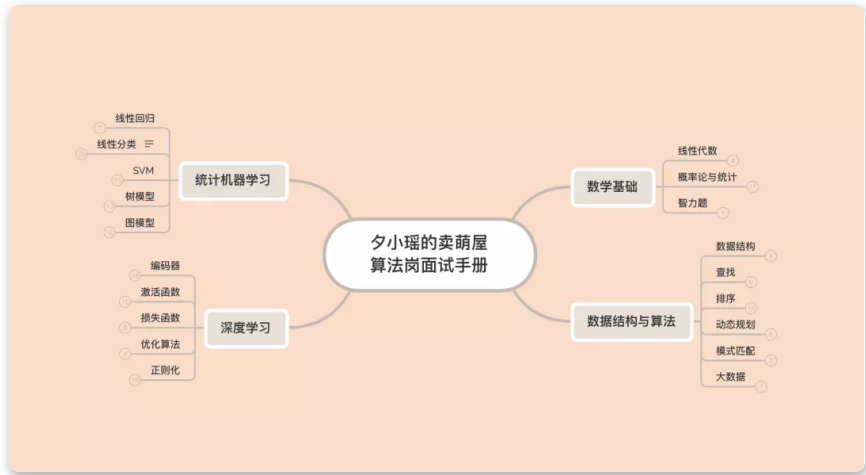 夕小瑶的卖萌屋
算法岗面试手册
统计机器学习
线性回归
线性分类
SVM
树模型
图模型
深度学习
编码器
激活函数
损失函数
优化算法
正则化
数学基础
线性代数
概率论与统计
智力题
数据结构与算法
数据结构
查找
排序
动态规划
模式匹配
大数据